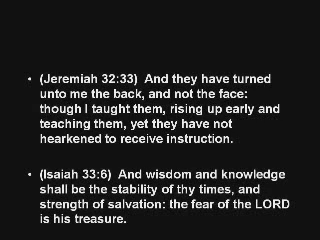 • (Jeremiah 32:33)  And they have turned
unto me the back, and not the face:
though I taught them, rising up early and
teaching them, yet they have not
hearkened to receive instruction.
• (Isaiah 33:6)  And wisdom and knowledge
shall be the stability of thy times, and
strength of salvation: the fear of the LORD
is his treasure.